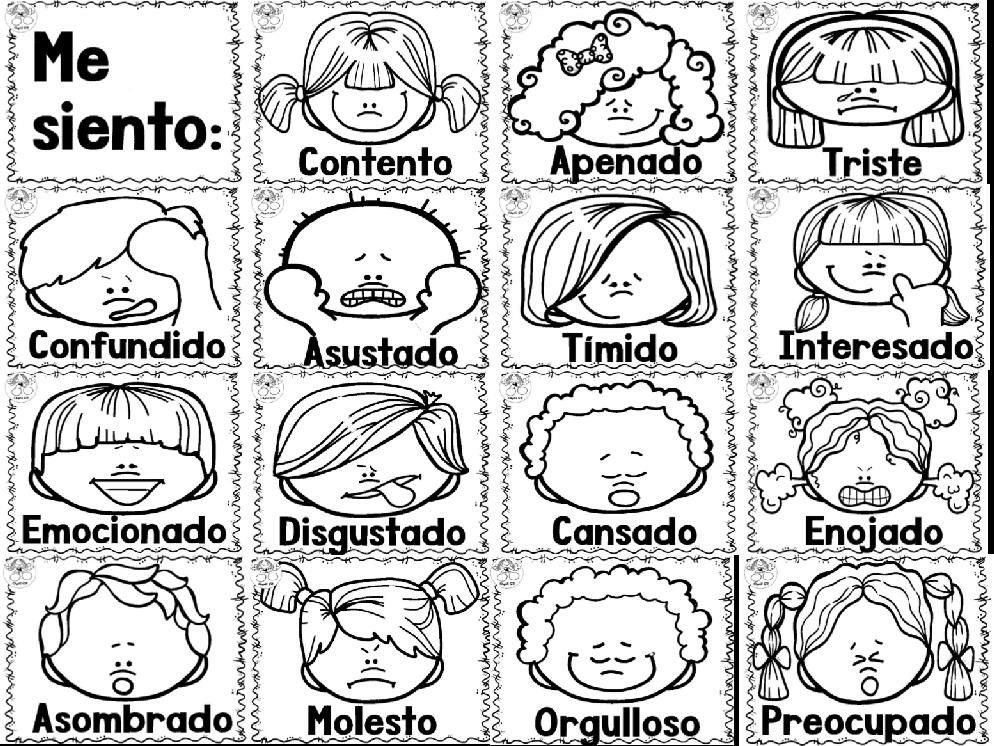 Me
siento:
Contento
Apenado
Triste
Confundido
Asustado
Tímido
Interesado
Emocionado
Disgustado
Cansado
Enojado
Asombrado
Molesto
Orgulloso
Preocupado